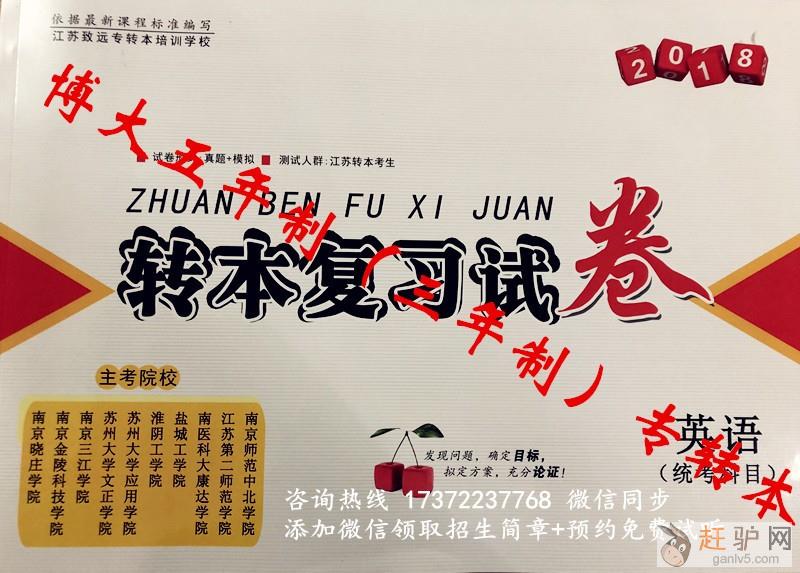 依据最新课程标准编写
江苏致远专转本培训学校
2018
博大五年制（三年制）专转本
■ 试卷 真题+模拟 ■ 测试人群:江苏转本考生
ZHUAN BEN FU XI JUAN
转本复习试卷
主考院校
南京师范中北学院
江苏第二师范学院
南医科大康达学院
盐城工学院
淮阴工学院
苏州大学应用学院
苏州大学文正学院
南京三江学院
南京金陵科技学院
南京晓庄学院
发现问题，确定目标，
拟定方案，充分论证！
英语
（统考科目）
咨询热线 17372237768 微信同步
添加微信领取招生简章+预约免费试听
赶驴网
ganlv5.com